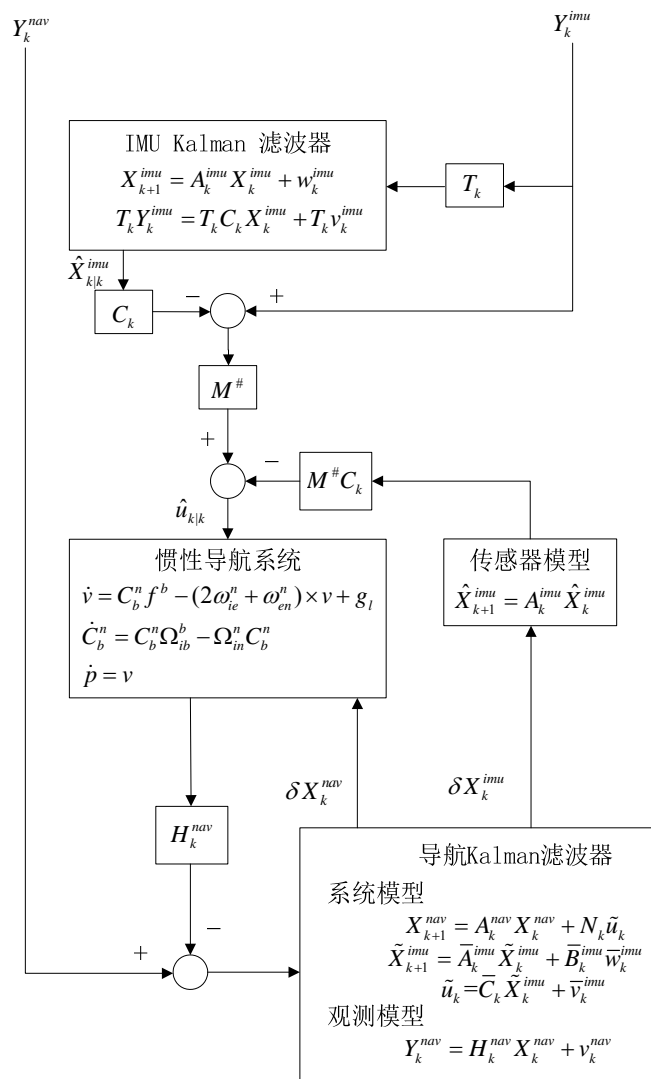 Y_k^{nav}
Y_k^{imu}
IMU Kalman 滤波器
X_{k+1}^{imu} = A_k^{imu} X_k^{imu} + w_k^{imu}
T_k Y_k^{imu} = T_k C_k X_k^{imu} + T_k v_k^{imu}
T_k
\hat{X}_{k|k}^{imu}
C_k
−
+
M^#
+
−
M^# C_k
\hat{u}_{k|k}
惯性导航系统
\dot{v} = C_b^n f^b − (2ω_{ie}^n + ω_{en}^n) × v + g_l
\dot{C}_b^n = C_b^n Ω_{ib}^b − Ω_{in}^n C_b^n
\dot{p} = v
传感器模型
\hat{X}_{k+1}^{imu} = A_k^{imu} \hat{X}_k^{imu}
δX_k^{nav}
δX_k^{imu}
H_k^{nav}
−
+
导航Kalman滤波器
系统模型
X_{k+1}^{nav} = A_k^{nav} X_k^{nav} + N_k \tilde{u}_k
\tilde{X}_{k+1}^{imu} = \bar{A}_k^{imu} \tilde{X}_k^{imu} + \bar{B}_k^{imu} \bar{w}_k^{imu}
\tilde{u}_k = \bar{C}_k \tilde{X}_k^{imu} + \bar{v}_k^{imu}
观测模型
Y_k^{nav} = H_k^{nav} X_k^{nav} + v_k^{nav}